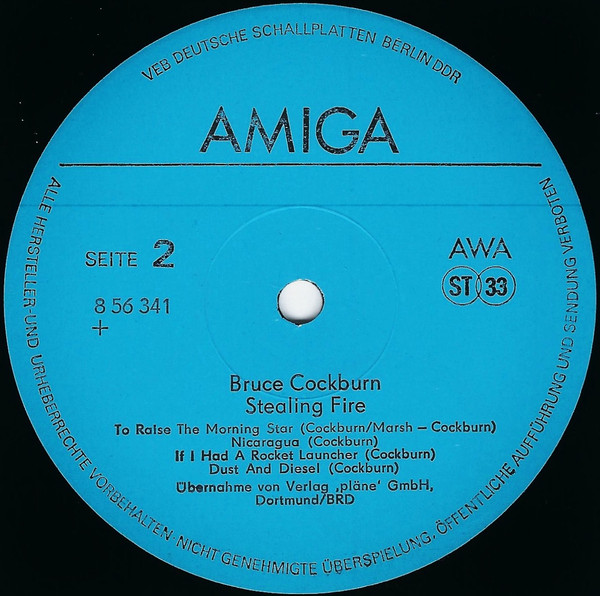 VEB DEUTSCHE SCHALLPLATTEN BERLIN DDR
AMIGA
SEITE 2
AWA
ST 33
8 56 341
+
Bruce Cockburn
Stealing Fire
To Raise The Morning Star (Cockburn/Marsh – Cockburn)
Nicaragua (Cockburn)
If I Had A Rocket Launcher (Cockburn)
Dust And Diesel (Cockburn)
Übernahme von Verlag ‚pläne‘ GmbH,
Dortmund/BRD
ALLE HERSTELLER-UND URHEBERRECHTE VORBEHALTEN-NICHT GENEHMIGTE ÜBERSPIELUNG, ÖFFENTLICHE AUFFÜHRUNG UND SENDUNG VERBOTEN